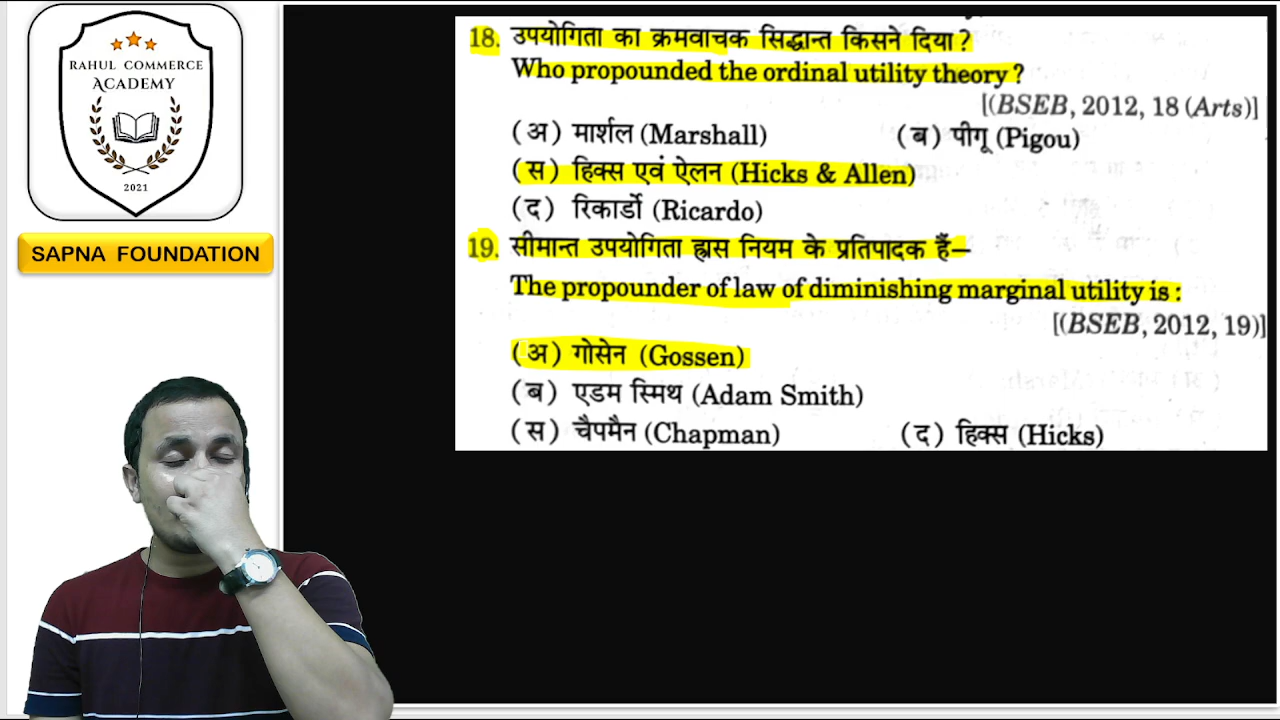 RAHUL COMMERCE
ACADEMY
2021
SAPNA FOUNDATION
18. उपयोगिता का क्रमवाचक सिद्धान्त किसने दिया ?
Who propounded the ordinal utility theory ?
[(BSEB, 2012, 18 (Arts)]
(अ) मार्शल (Marshall) (ब) पीगू (Pigou)
(स) हिक्स एवं ऐलन (Hicks & Allen)
(द) रिकार्डो (Ricardo)
19. सीमान्त उपयोगिता ह्रास नियम के प्रतिपादक हैं—
The propounder of law of diminishing marginal utility is :
[(BSEB, 2012, 19)]
(अ) गोसेन (Gossen)
(ब) एडम स्मिथ (Adam Smith)
(स) चैपमैन (Chapman) (द) हिक्स (Hicks)